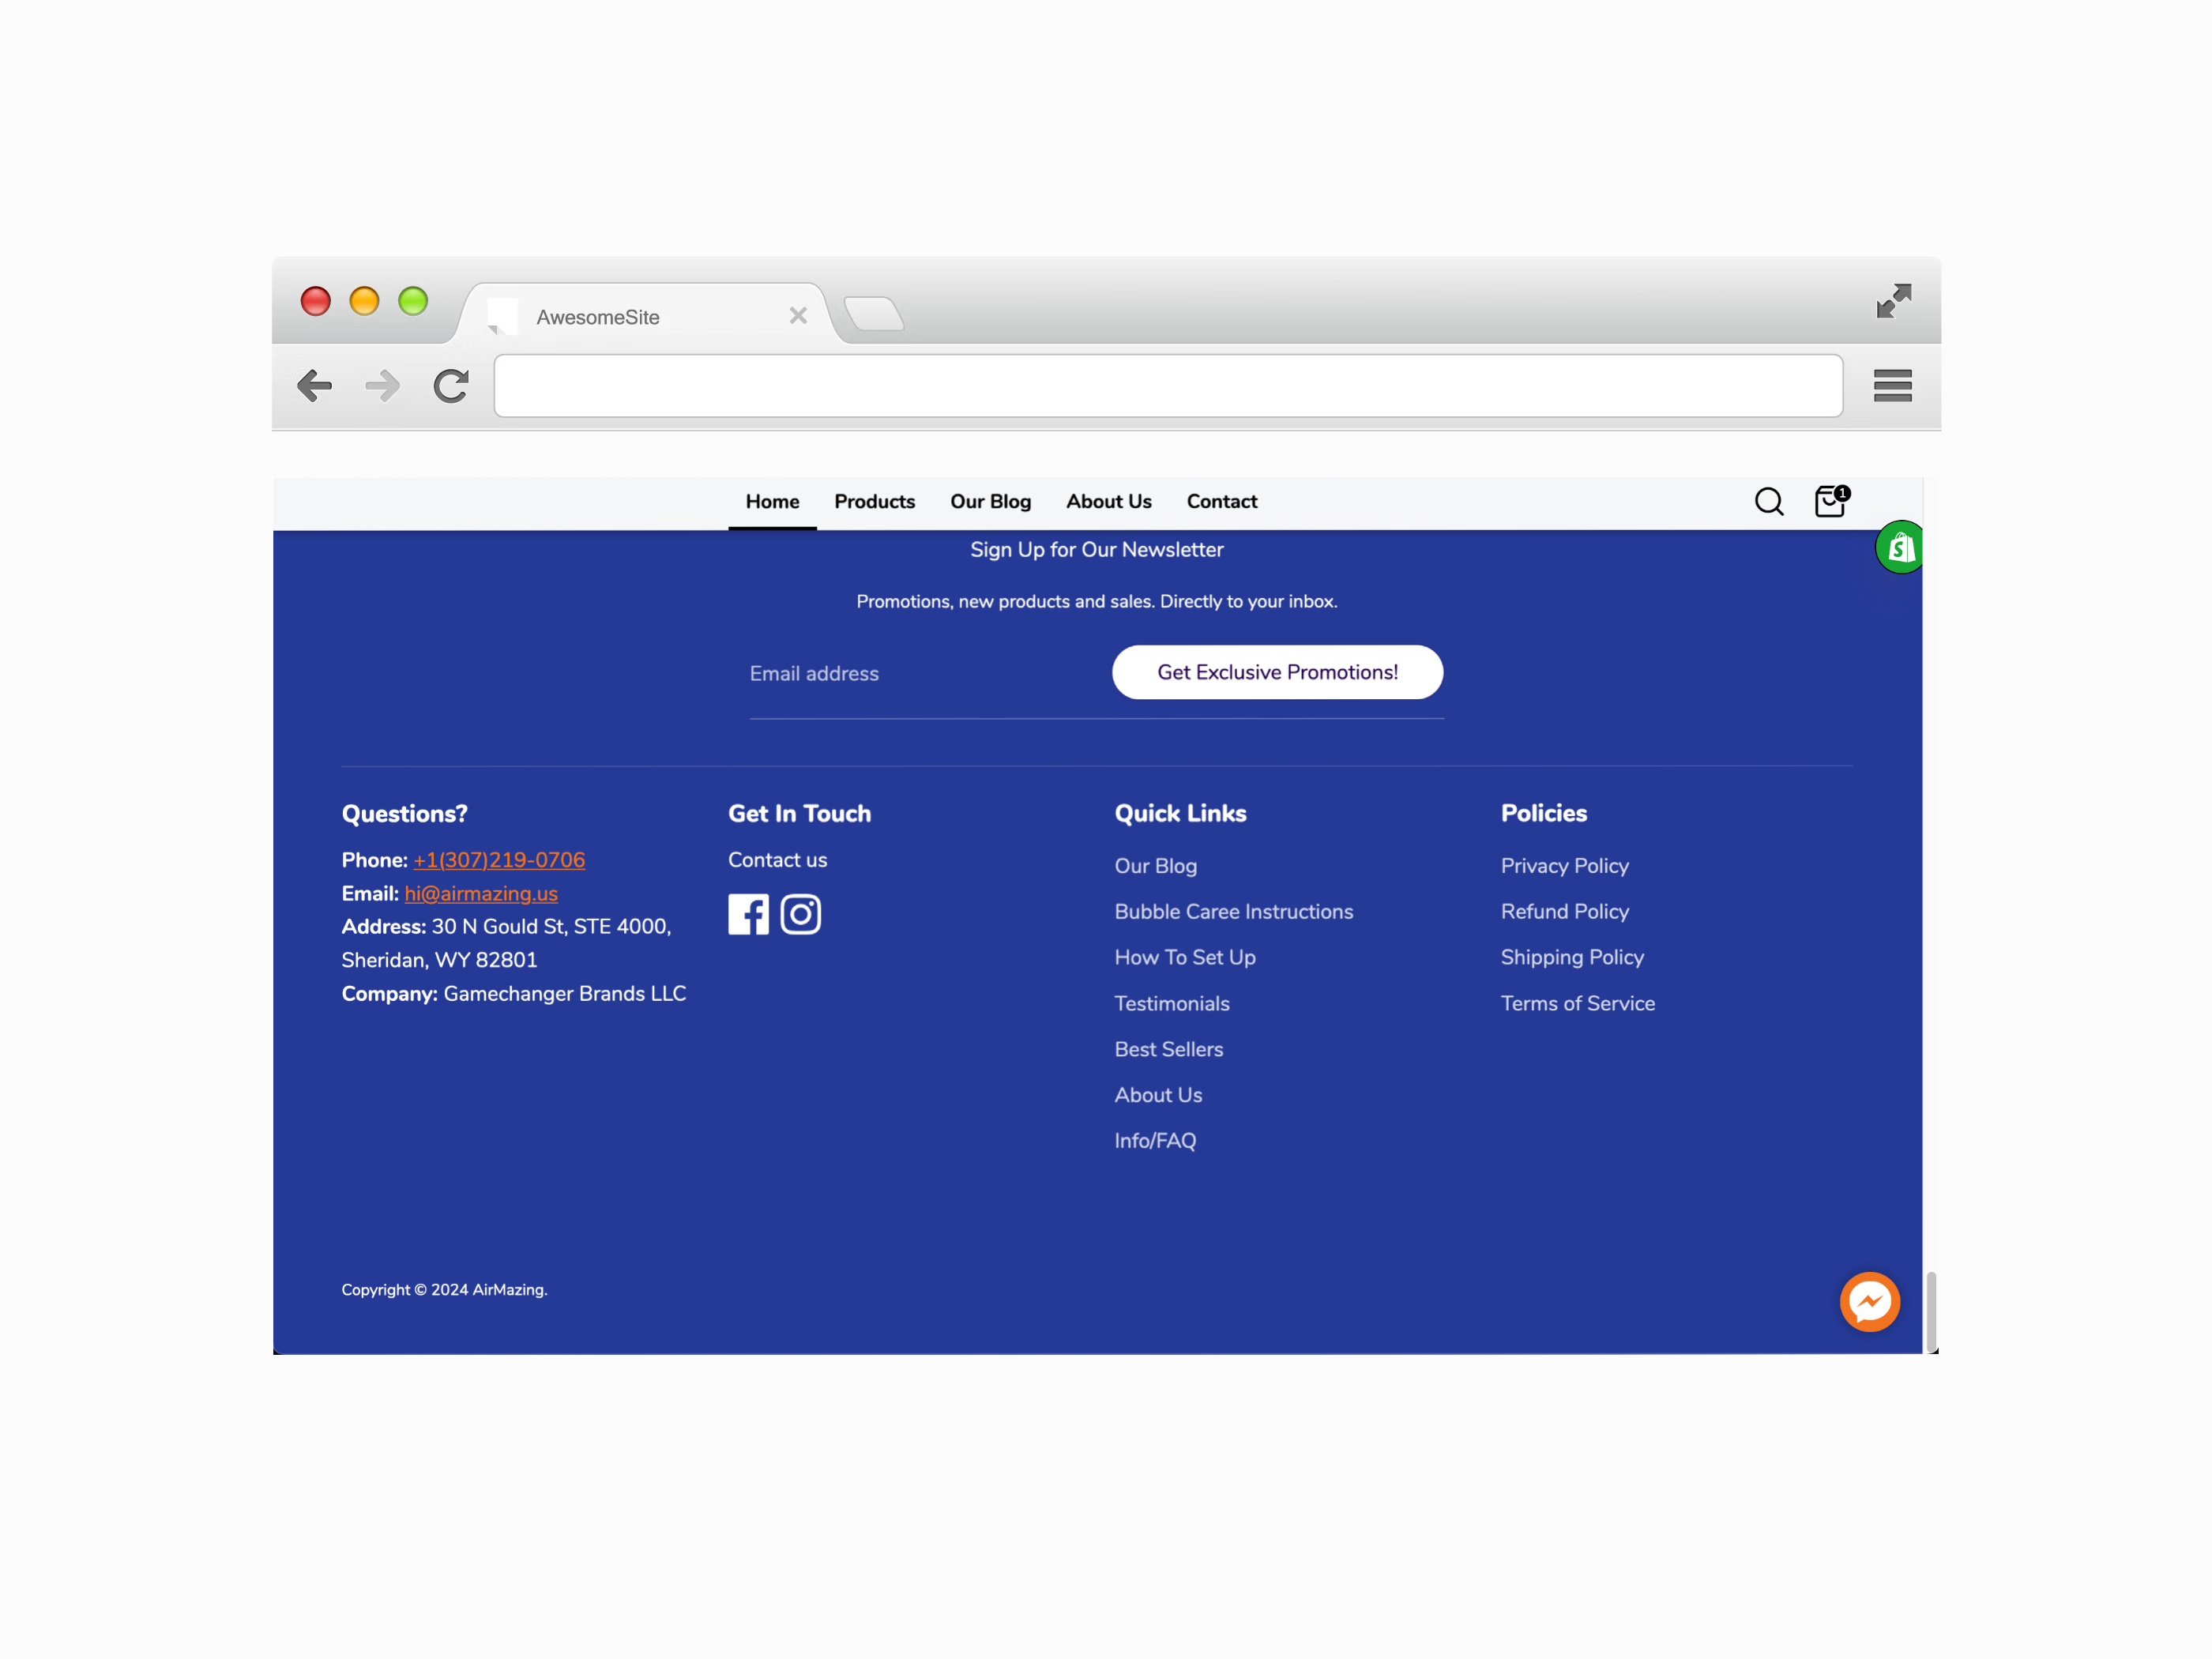 AwesomeSite
Home Products Our Blog About Us Contact
1
Sign Up for Our Newsletter
Promotions, new products and sales. Directly to your inbox.
Email address
Get Exclusive Promotions!
Questions?
Phone: +1(307)219-0706
Email: hi@airmazing.us
Address: 30 N Gould St, STE 4000,
Sheridan, WY 82801
Company: Gamechanger Brands LLC
Get In Touch
Contact us
Quick Links
Our Blog
Bubble Caree Instructions
How To Set Up
Testimonials
Best Sellers
About Us
Info/FAQ
Policies
Privacy Policy
Refund Policy
Shipping Policy
Terms of Service
Copyright © 2024 AirMazing.